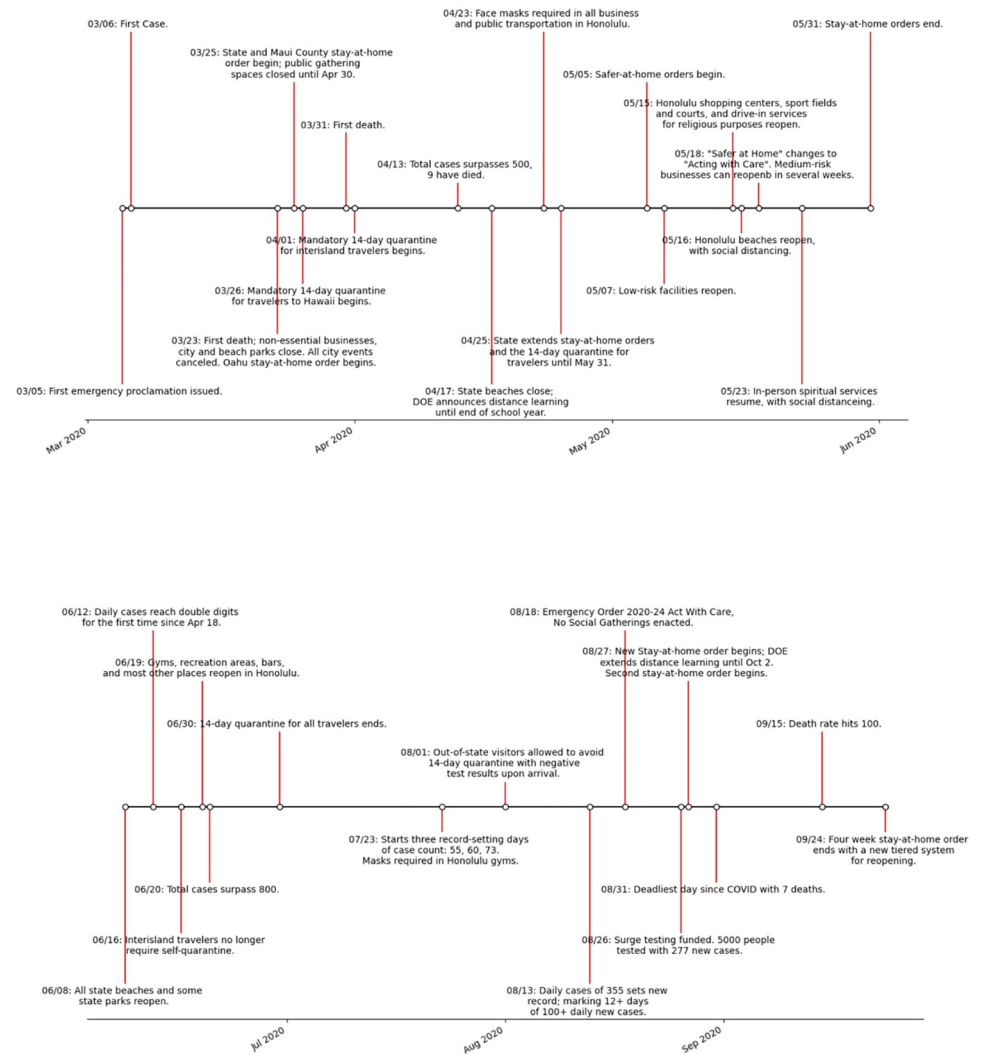 04/23: Face masks required in all business
and public transportation in Honolulu.
03/06: First Case.
05/31: Stay-at-home orders end.
03/25: State and Maui County stay-at-home
order begin; public gathering
spaces closed until Apr 30.
05/05: Safer-at-home orders begin.
05/15: Honolulu shopping centers, sport fields
and courts, and drive-in services
for religious purposes reopen.
03/31: First death.
04/13: Total cases surpasses 500,
9 have died.
05/18: "Safer at Home" changes to
"Acting with Care". Medium-risk
businesses can reopenb in several weeks.
04/01: Mandatory 14-day quarantine
for interisland travelers begins.
05/16: Honolulu beaches reopen,
with social distancing.
03/26: Mandatory 14-day quarantine
for travelers to Hawaii begins.
05/07: Low-risk facilities reopen.
03/23: First death; non-essential businesses,
city and beach parks close. All city events
canceled. Oahu stay-at-home order begins.
04/25: State extends stay-at-home orders
and the 14-day quarantine for
travelers until May 31.
03/05: First emergency proclamation issued.
04/17: State beaches close;
DOE announces distance learning
until end of school year.
05/23: In-person spiritual services
resume, with social distanceing.
Mar 2020
Apr 2020
May 2020
Jun 2020
06/12: Daily cases reach double digits
for the first time since Apr 18.
08/18: Emergency Order 2020-24 Act With Care,
No Social Gatherings enacted.
06/19: Gyms, recreation areas, bars,
and most other places reopen in Honolulu.
08/27: New Stay-at-home order begins; DOE
extends distance learning until Oct 2.
Second stay-at-home order begins.
06/30: 14-day quarantine for all travelers ends.
09/15: Death rate hits 100.
08/01: Out-of-state visitors allowed to avoid
14-day quarantine with negative
test results upon arrival.
07/23: Starts three record-setting days
of case count: 55, 60, 73.
Masks required in Honolulu gyms.
09/24: Four week stay-at-home order
ends with a new tiered system
for reopening.
06/20: Total cases surpass 800.
08/31: Deadliest day since COVID with 7 deaths.
06/16: Interisland travelers no longer
require self-quarantine.
08/26: Surge testing funded. 5000 people
tested with 277 new cases.
06/08: All state beaches and some
state parks reopen.
08/13: Daily cases of 355 sets new
record; marking 12+ days
of 100+ daily new cases.
Jul 2020
Aug 2020
Sep 2020